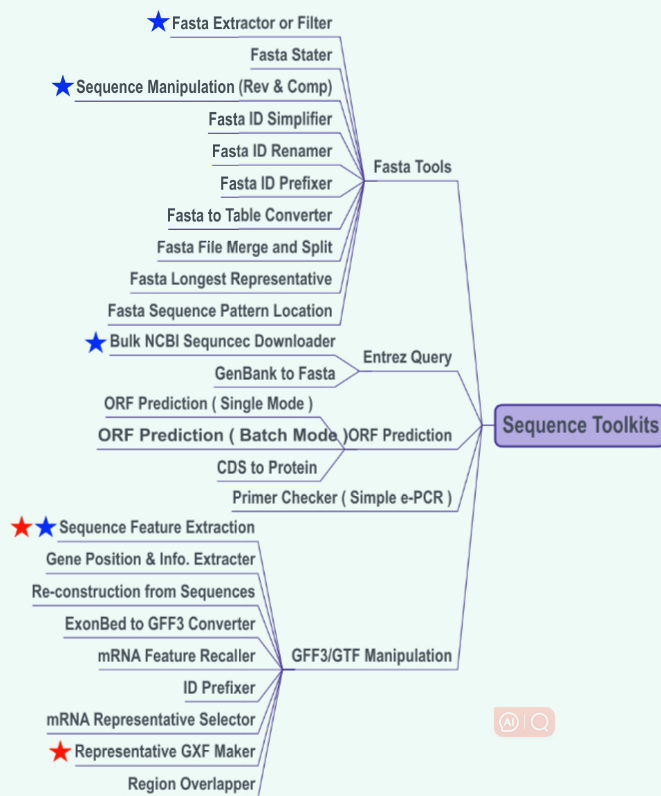 Fasta Extractor or Filter
Fasta Stater
Sequence Manipulation (Rev & Comp)
Fasta ID Simplifier
Fasta ID Renamer
Fasta Tools
Fasta ID Prefixer
Fasta to Table Converter
Fasta File Merge and Split
Fasta Longest Representative
Fasta Sequence Pattern Location
Bulk NCBI Sequncec Downloader
Entrez Query
GenBank to Fasta
ORF Prediction ( Single Mode )
Sequence Toolkits
ORF Prediction ( Batch Mode )
ORF Prediction
CDS to Protein
Primer Checker ( Simple e-PCR )
Sequence Feature Extraction
Gene Position & Info. Extracter
Re-construction from Sequences
ExonBed to GFF3 Converter
mRNA Feature Recaller
GFF3/GTF Manipulation
ID Prefixer
mRNA Representative Selector
Representative GXF Maker
Region Overlapper
AI